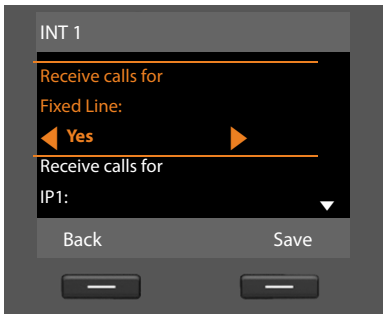 INT 1
Receive calls for
Fixed Line:
Yes
Receive calls for
IP1:
Back Save